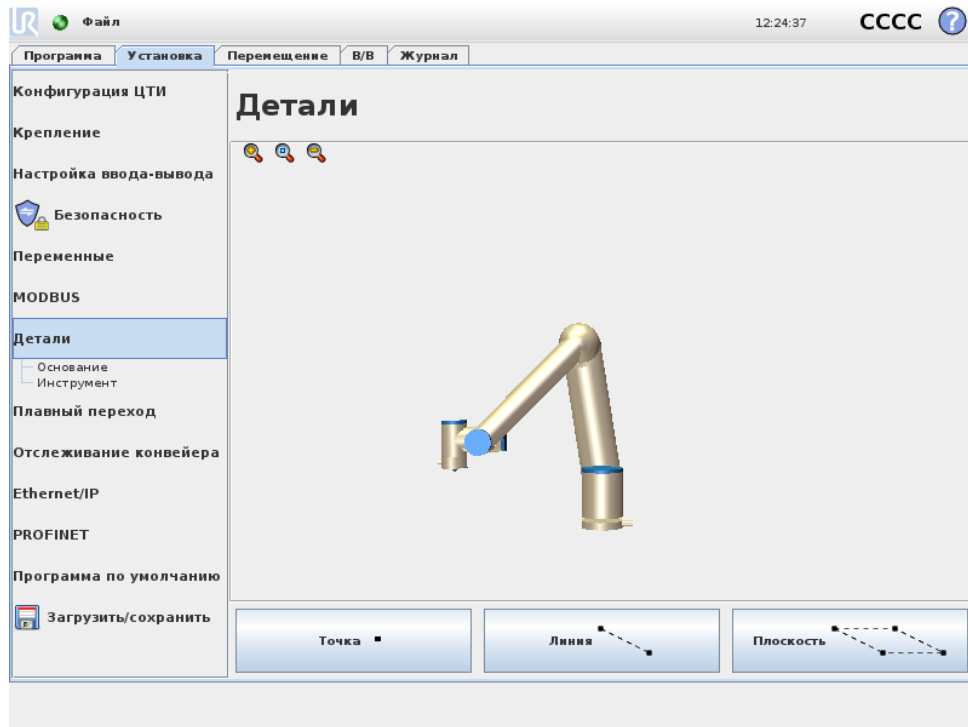 UR Файл 12:24:37 CCCC ?
Программа Установка Перемещение В/В Журнал
Конфигурация ЦТИ
Крепление
Настройка ввода-вывода
Безопасность
Переменные
MODBUS
Детали
Основание
Инструмент
Плавный переход
Отслеживание конвейера
Ethernet/IP
PROFINET
Программа по умолчанию
Загрузить/сохранить
Детали
Точка
Линия
Плоскость